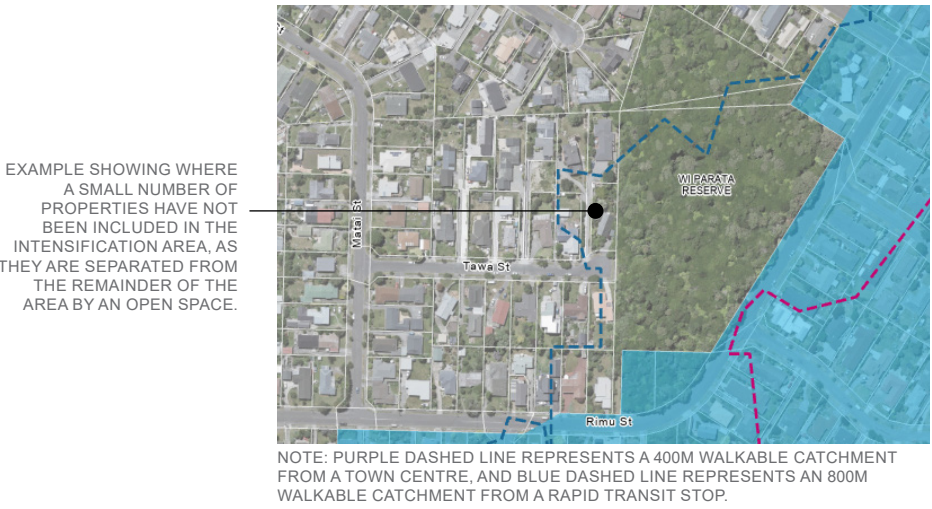 EXAMPLE SHOWING WHERE
A SMALL NUMBER OF
PROPERTIES HAVE NOT
BEEN INCLUDED IN THE
INTENSIFICATION AREA, AS
THEY ARE SEPARATED FROM
THE REMAINDER OF THE
AREA BY AN OPEN SPACE.
WI PARATA
RESERVE
Matai St
Tawa St
Rimu St
NOTE: PURPLE DASHED LINE REPRESENTS A 400M WALKABLE CATCHMENT
FROM A TOWN CENTRE, AND BLUE DASHED LINE REPRESENTS AN 800M
WALKABLE CATCHMENT FROM A RAPID TRANSIT STOP.